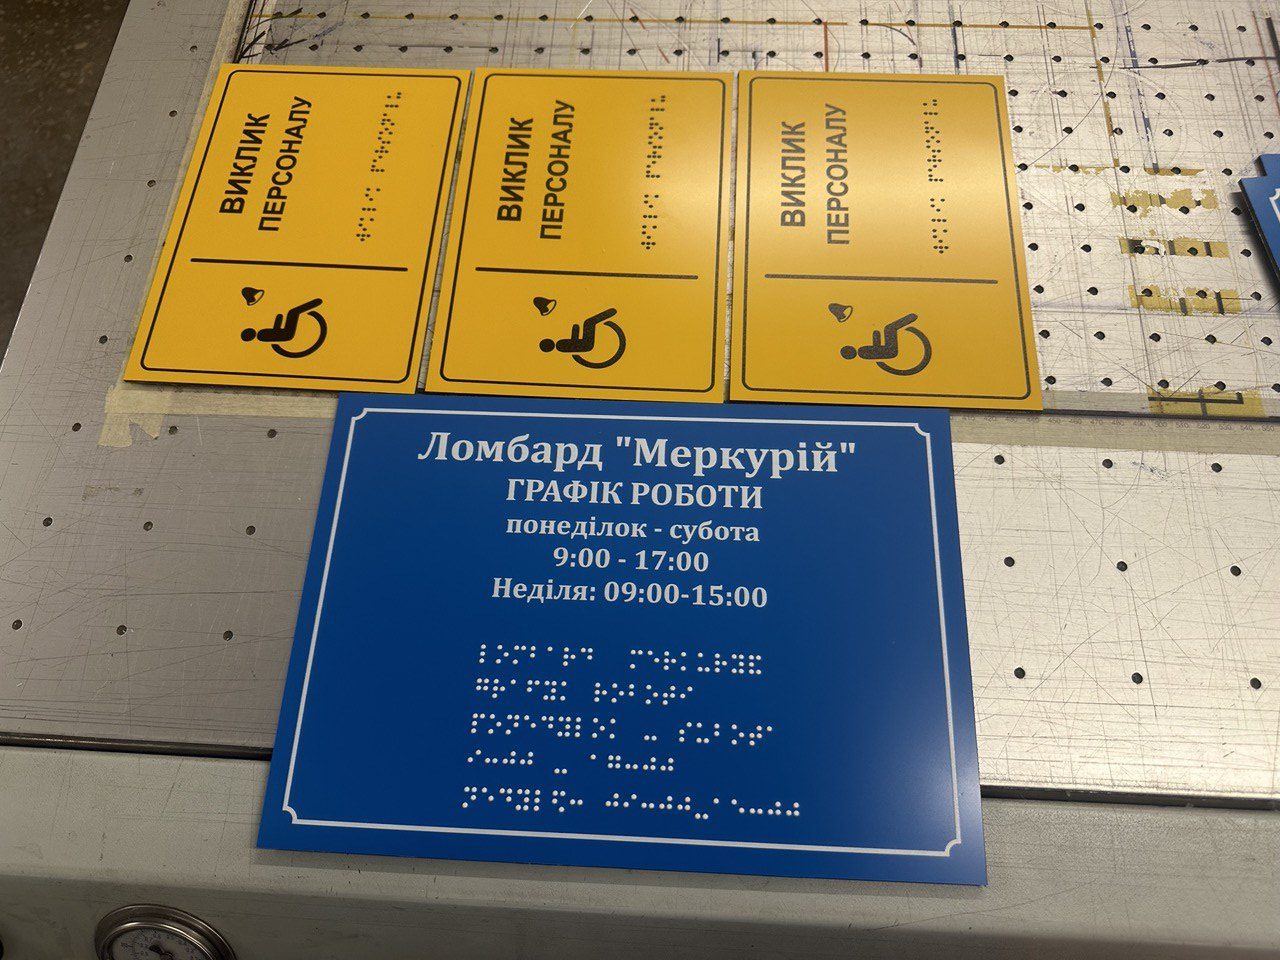 ВИКЛИК
ПЕРСОНАЛУ
ВИКЛИК
ПЕРСОНАЛУ
ВИКЛИК
ПЕРСОНАЛУ
Ломбард "Меркурій"
ГРАФІК РОБОТИ
понеділок - субота
9:00 - 17:00
Неділя: 09:00-15:00